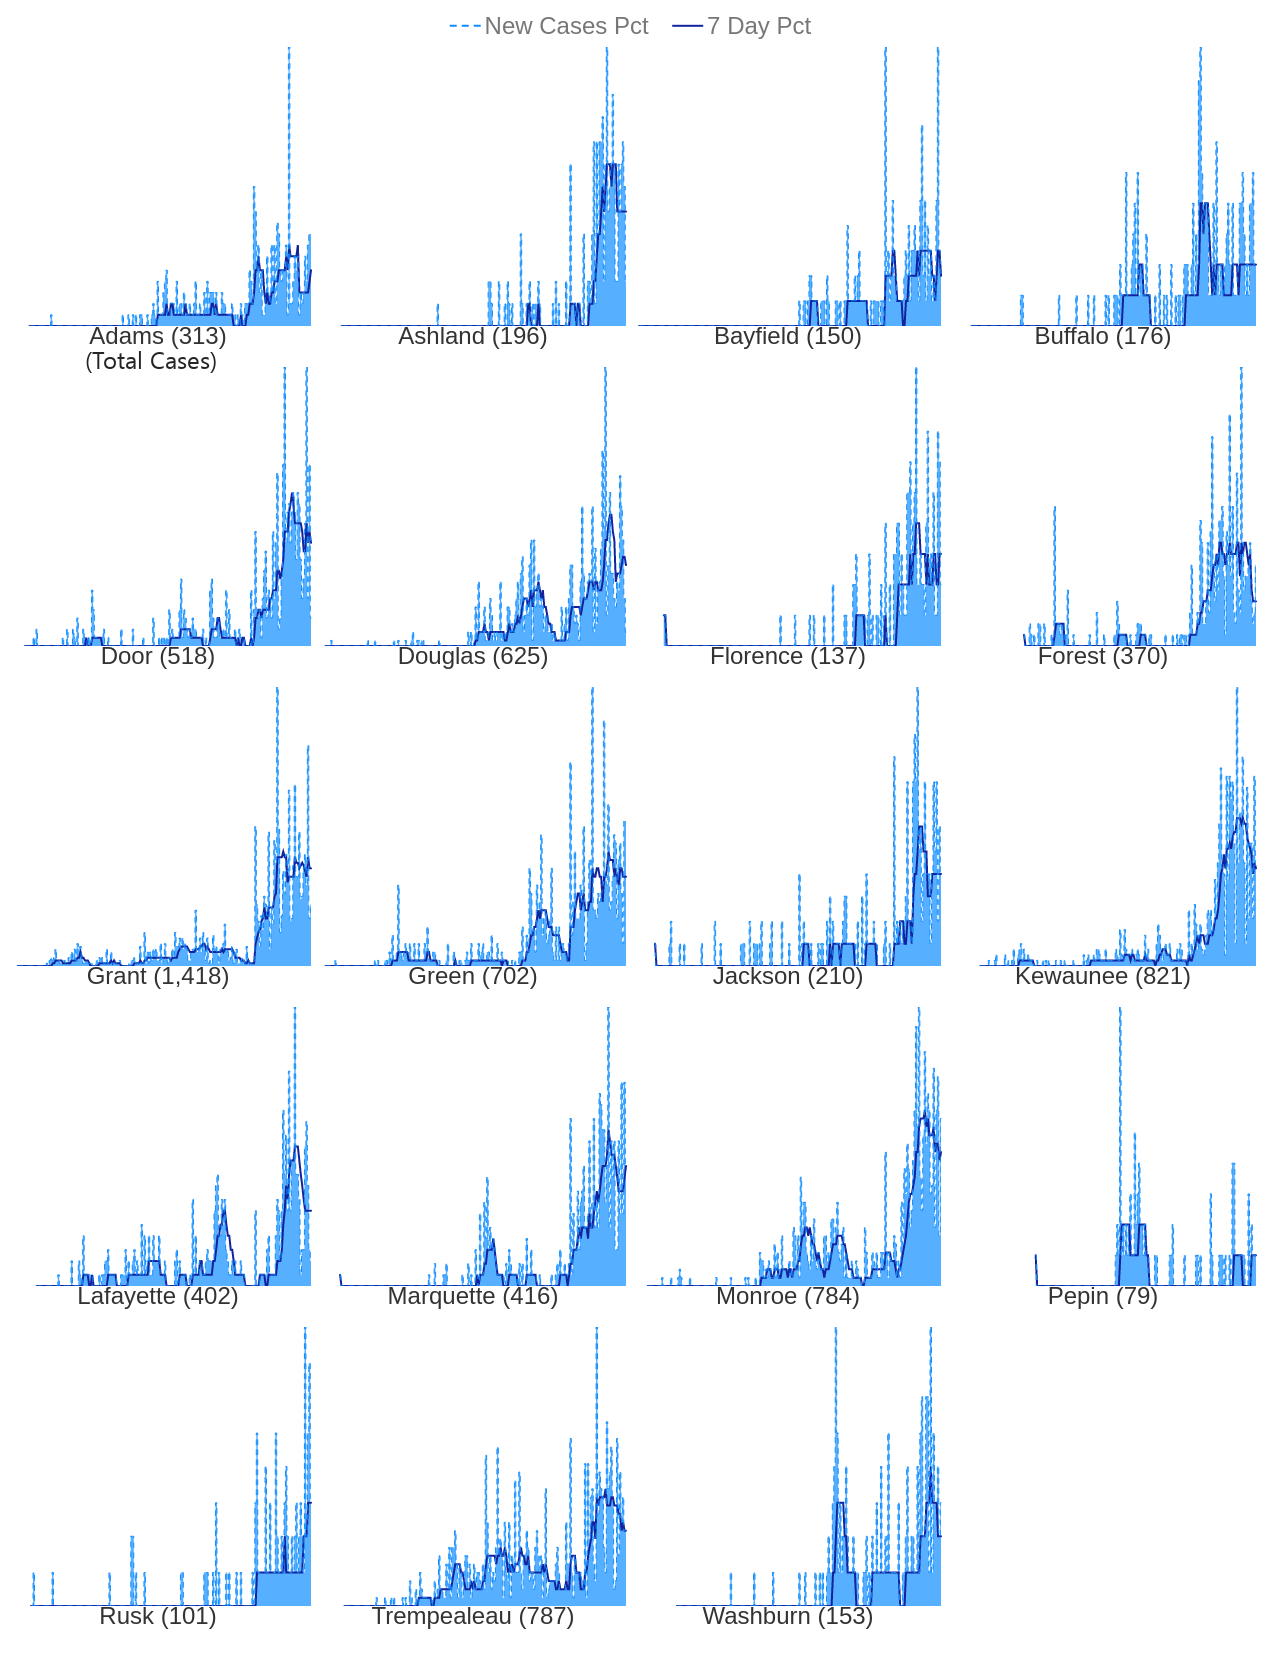 New Cases Pct 7 Day Pct
Adams (313) Ashland (196) Bayfield (150) Buffalo (176)
(Total Cases)
Door (518) Douglas (625) Florence (137) Forest (370)
Grant (1,418) Green (702) Jackson (210) Kewaunee (821)
Lafayette (402) Marquette (416) Monroe (784) Pepin (79)
Rusk (101) Trempealeau (787) Washburn (153)